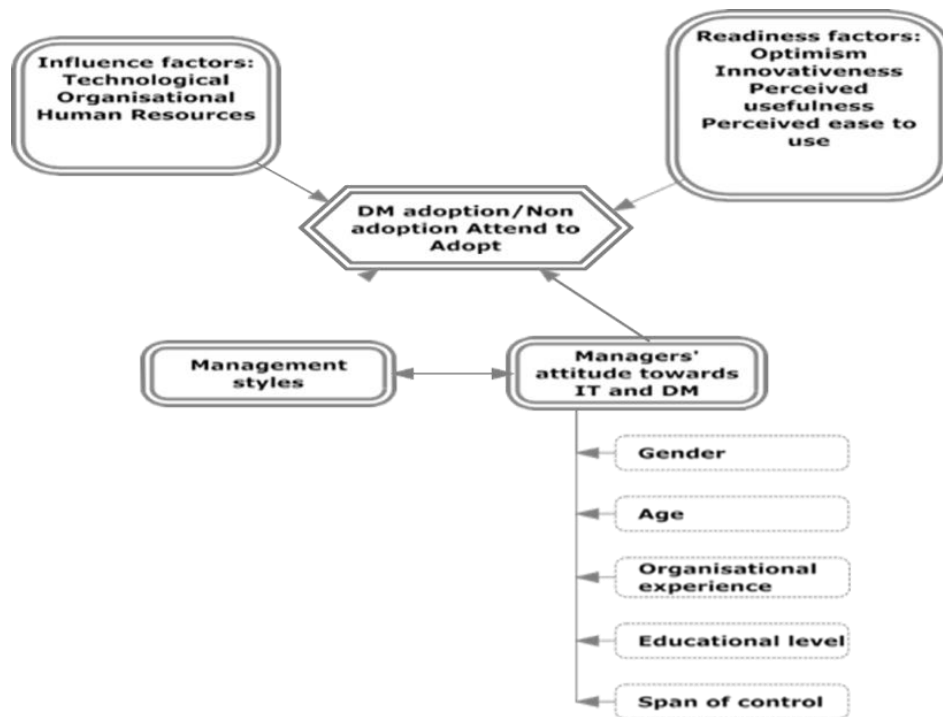 Influence factors:
Technological
Organisational
Human Resources
Readiness factors:
Optimism
Innovativeness
Perceived
usefulness
Perceived ease to
use
DM adoption/Non
adoption Attend to
Adopt
Management
styles
Managers'
attitude towards
IT and DM
Gender
Age
Organisational
experience
Educational level
Span of control